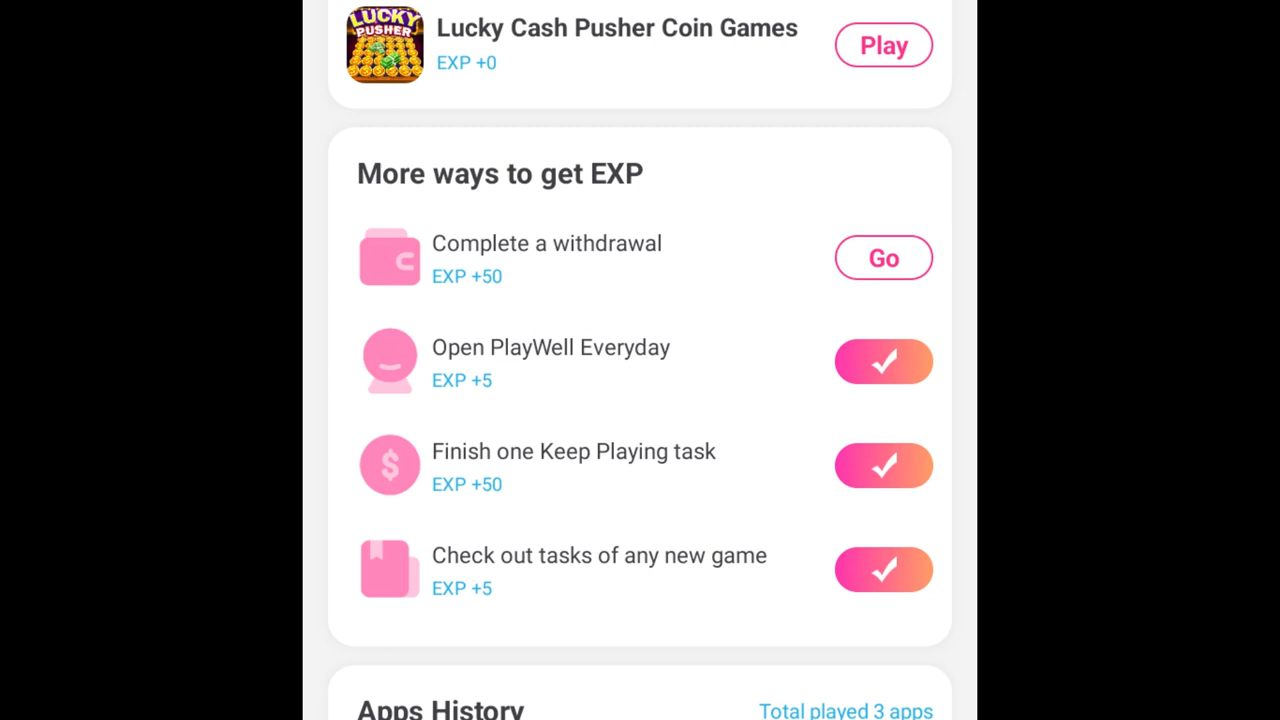 LUCKY
PUSHER
Lucky Cash Pusher Coin Games
EXP +0
Play
More ways to get EXP
Complete a withdrawal
EXP +50
Go
Open PlayWell Everyday
EXP +5
Finish one Keep Playing task
EXP +50
Check out tasks of any new game
EXP +5
Apps History
Total played 3 apps